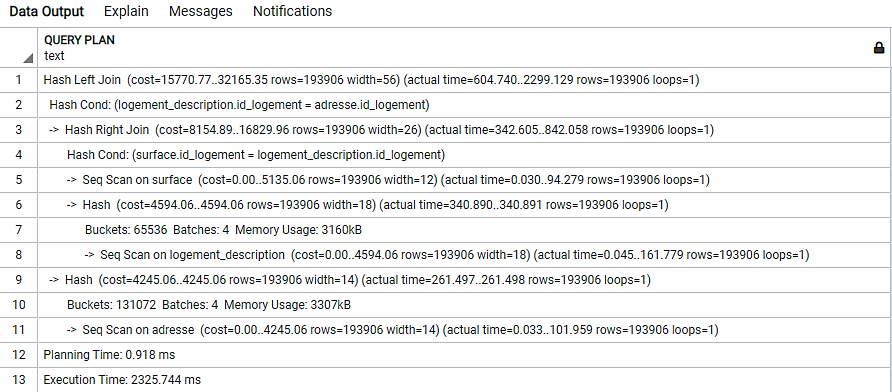 Data Output Explain Messages Notifications
QUERY PLAN
text
1 Hash Left Join (cost=15770.77..32165.35 rows=193906 width=56) (actual time=604.740..2299.129 rows=193906 loops=1)
2 Hash Cond: (logement_description.id_logement = adresse.id_logement)
3 -> Hash Right Join (cost=8154.89..16829.96 rows=193906 width=26) (actual time=342.605..842.058 rows=193906 loops=1)
4 Hash Cond: (surface.id_logement = logement_description.id_logement)
5 -> Seq Scan on surface (cost=0.00..5135.06 rows=193906 width=12) (actual time=0.030..94.279 rows=193906 loops=1)
6 -> Hash (cost=4594.06..4594.06 rows=193906 width=18) (actual time=340.890..340.891 rows=193906 loops=1)
7 Buckets: 65536 Batches: 4 Memory Usage: 3160kB
8 -> Seq Scan on logement_description (cost=0.00..4594.06 rows=193906 width=18) (actual time=0.045..161.779 rows=193906 loops=1)
9 -> Hash (cost=4245.06..4245.06 rows=193906 width=14) (actual time=261.497..261.498 rows=193906 loops=1)
10 Buckets: 131072 Batches: 4 Memory Usage: 3307kB
11 -> Seq Scan on adresse (cost=0.00..4245.06 rows=193906 width=14) (actual time=0.033..101.959 rows=193906 loops=1)
12 Planning Time: 0.918 ms
13 Execution Time: 2325.744 ms